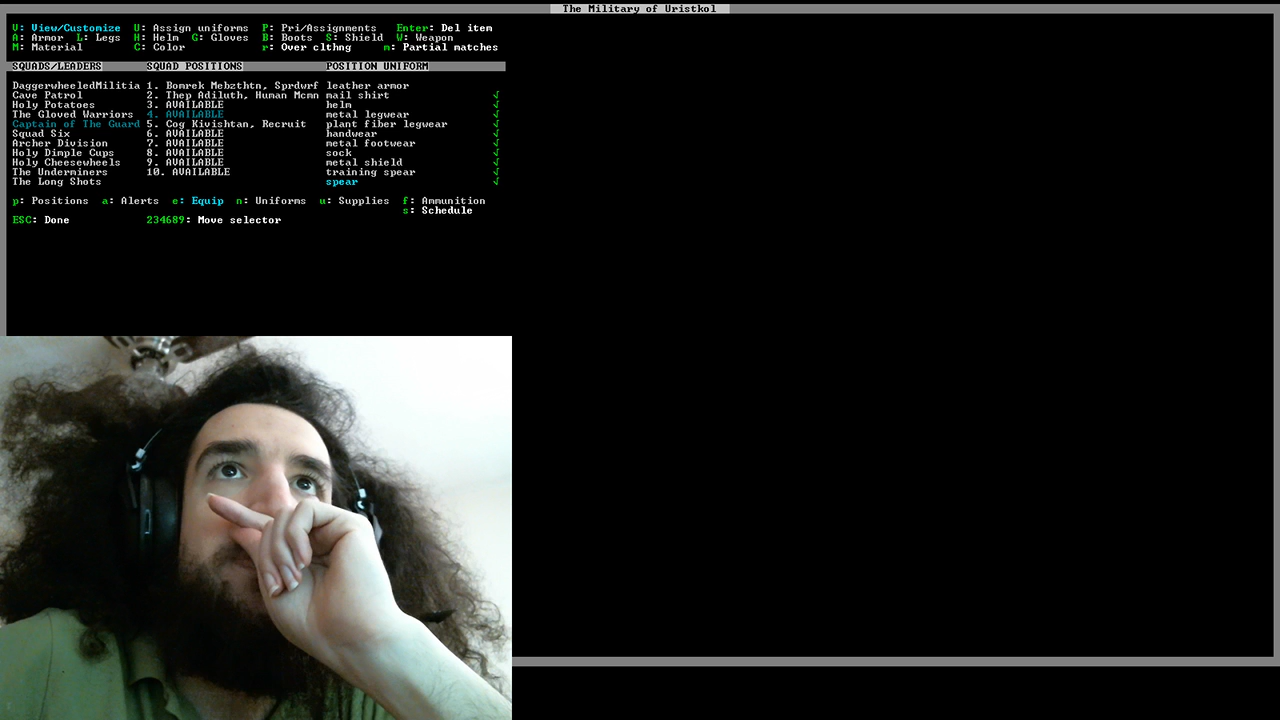 The Military of Uristkol
V: View/Customize U: Assign uniforms P: Pri/Assignments Enter: Del item
A: Armor L: Legs H: Helm G: Gloves B: Boots S: Shield W: Weapon
M: Material C: Color r: Over clthng m: Partial matches
SQUADS/LEADERS SQUAD POSITIONS POSITION UNIFORM
DaggerwheeledMilitia 1. Bomrek Mebzthtn, Sprdwrf leather armor
Cave Patrol 2. Thep Adiluth, Human Mcmn mail shirt √
Holy Potatoes 3. AVAILABLE helm √
The Gloved Warriors 4. AVAILABLE metal legwear √
Captain of The Guard 5. Cog Kivishtan, Recruit plant fiber legwear √
Squad Six 6. AVAILABLE handwear √
Archer Division 7. AVAILABLE metal footwear √
Holy Dimple Cups 8. AVAILABLE sock √
Holy Cheesewheels 9. AVAILABLE metal shield √
The Underminers 10. AVAILABLE training spear √
The Long Shots spear √
p: Positions a: Alerts e: Equip n: Uniforms u: Supplies f: Ammunition
s: Schedule
ESC: Done 234689: Move selector